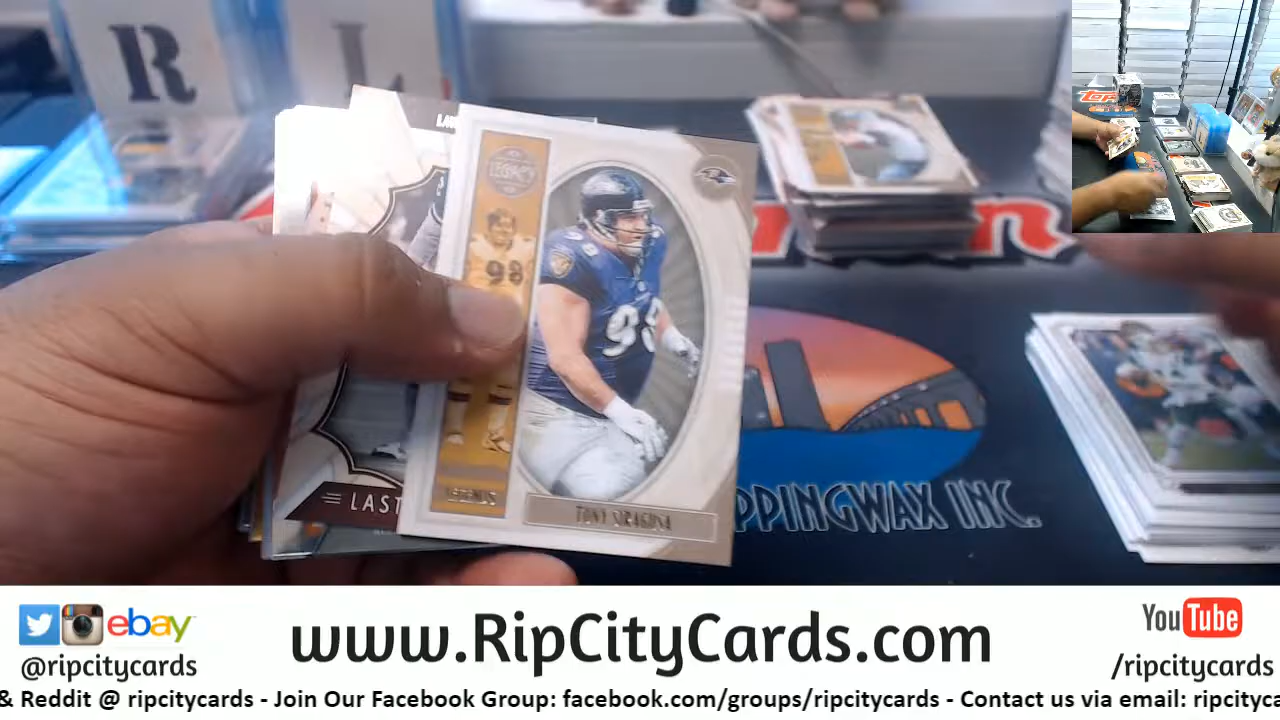 R L
LEGACY
98
99
LEGENDS
TONY SIRAGUSA
LAST
PPINGWAX INC.
ebay
@ripcitycards
www.RipCityCards.com
YouTube
/ripcitycards
& Reddit @ ripcitycards - Join Our Facebook Group: facebook.com/groups/ripcitycards - Contact us via email: ripcityca